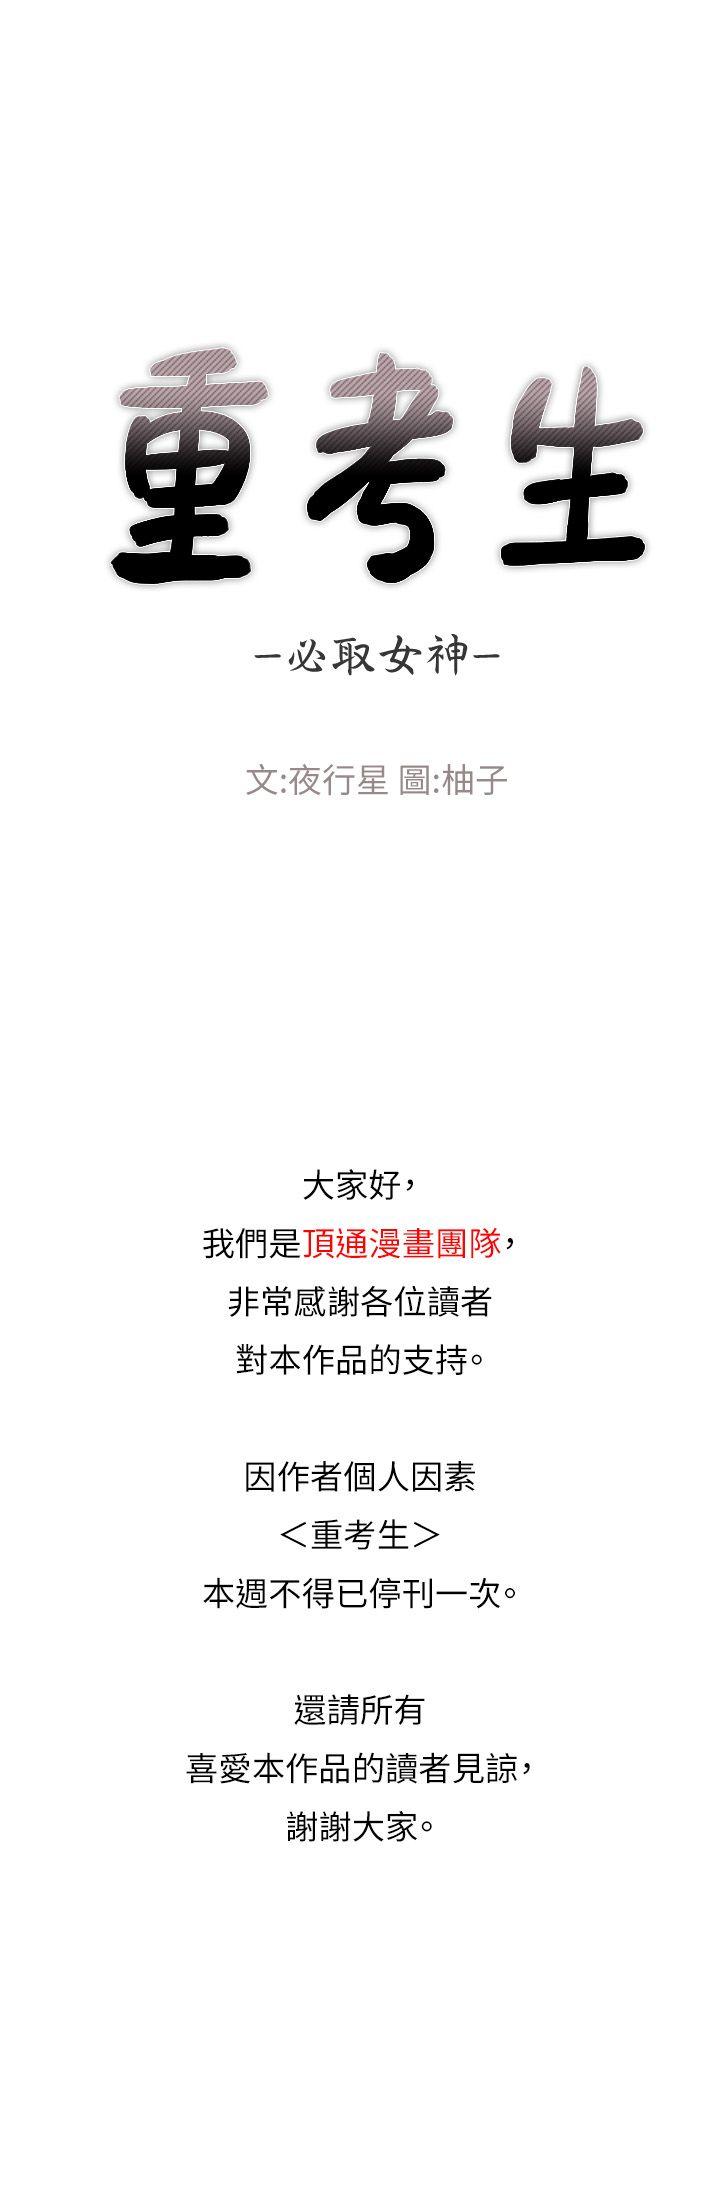 重考生
–必取女神–
文:夜行星 圖:柚子
大家好，
我們是頂通漫畫團隊，
非常感謝各位讀者
對本作品的支持。
因作者個人因素
＜重考生＞
本週不得已停刊一次。
還請所有
喜愛本作品的讀者見諒，
謝謝大家。